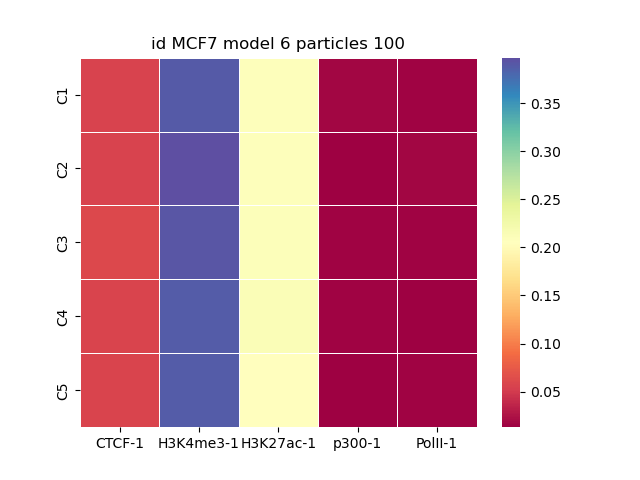 id MCF7 model 6 particles 100
C1
C2
C3
C4
C5
CTCF-1 H3K4me3-1 H3K27ac-1 p300-1 PolII-1
0.35
0.30
0.25
0.20
0.15
0.10
0.05